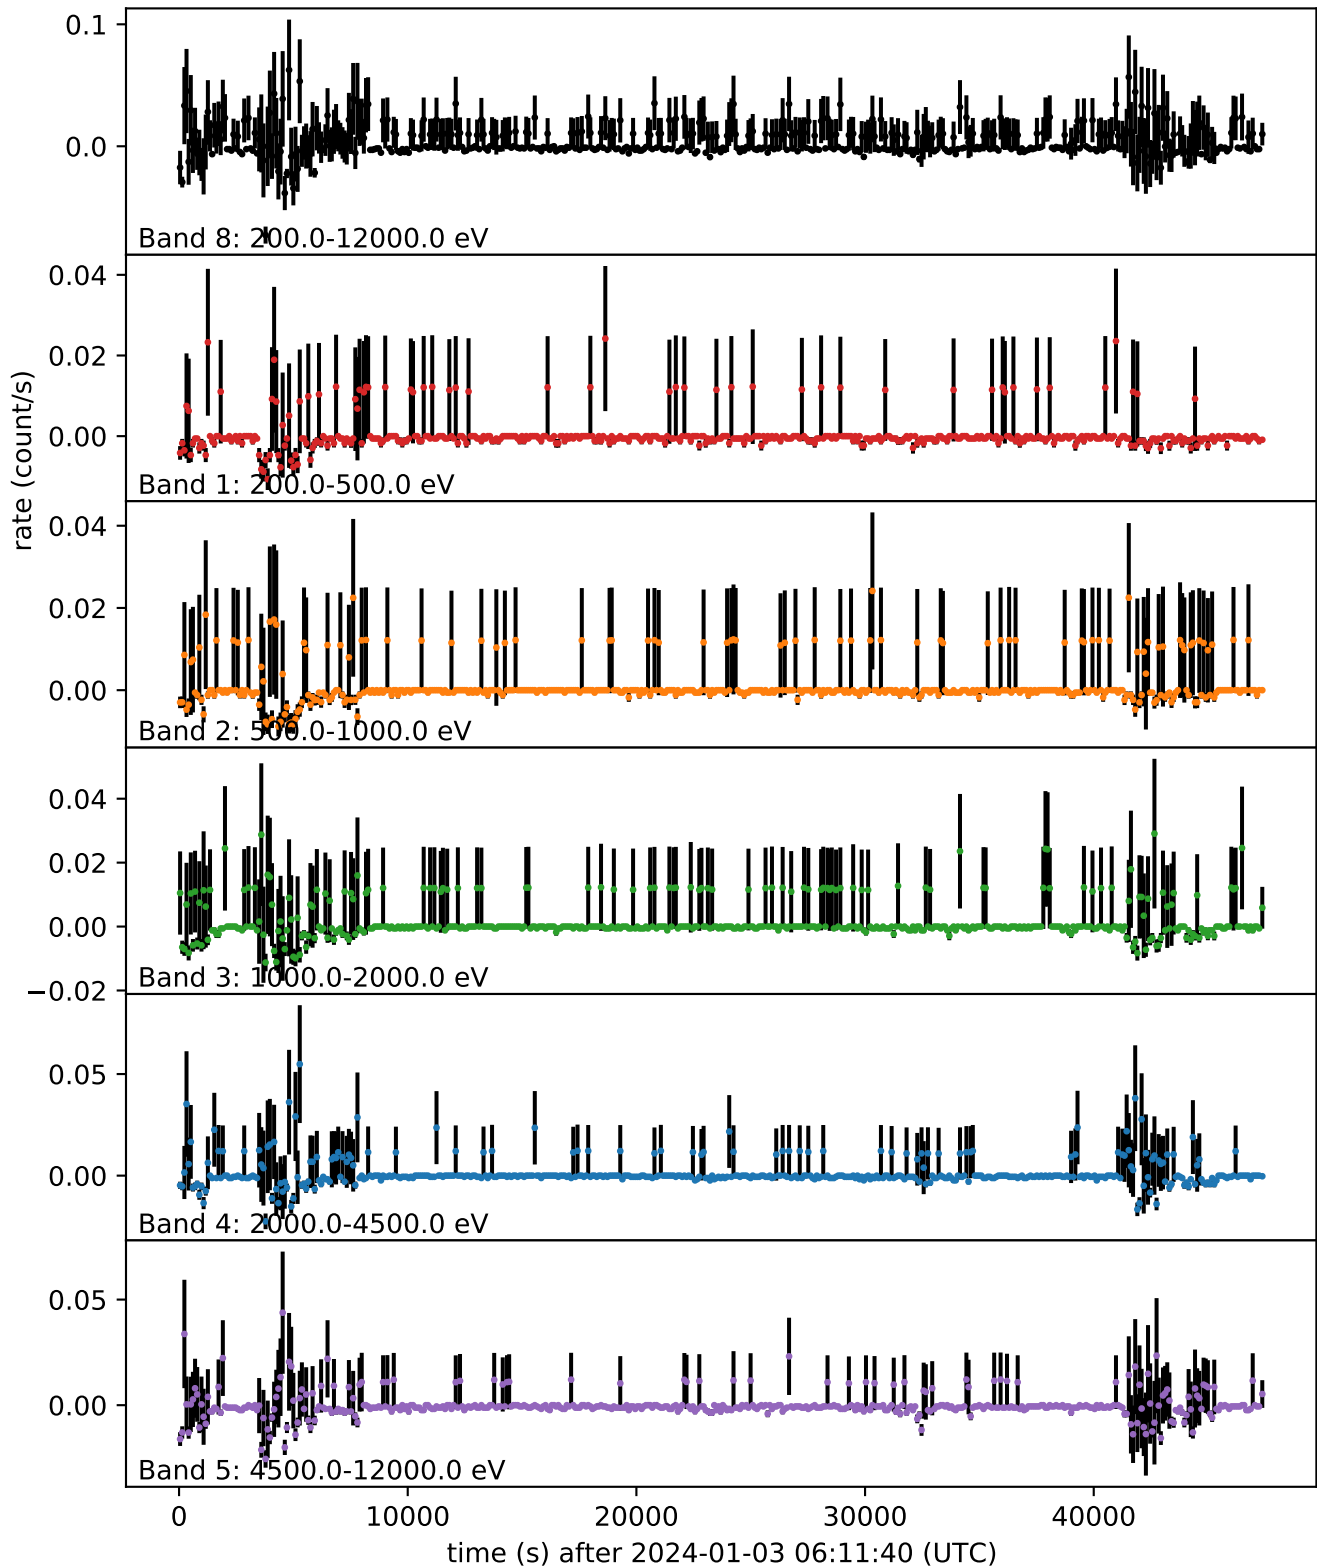 0.1
0.0
Band 8: 200.0-12000.0 eV
0.04
0.02
0.00
Band 1: 200.0-500.0 eV
rate (count/s)
0.04
0.02
0.00
Band 2: 500.0-1000.0 eV
0.04
0.02
0.00
−0.02
Band 3: 1000.0-2000.0 eV
0.05
0.00
Band 4: 2000.0-4500.0 eV
0.05
0.00
Band 5: 4500.0-12000.0 eV
0 10000 20000 30000 40000
time (s) after 2024-01-03 06:11:40 (UTC)